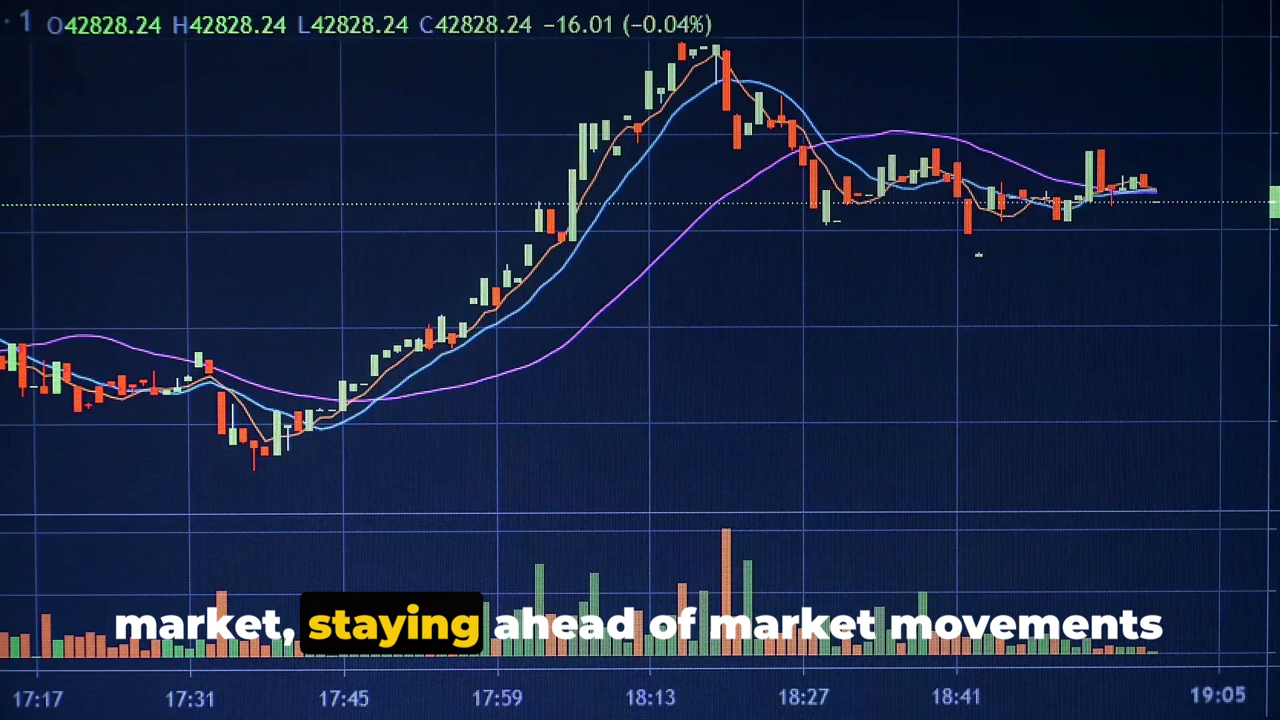 · 1 O42828.24 H42828.24 L42828.24 C42828.24 −16.01 (−0.04%)
market, staying ahead of market movements
17:17 17:31 17:45 17:59 18:13 18:27 18:41 19:05